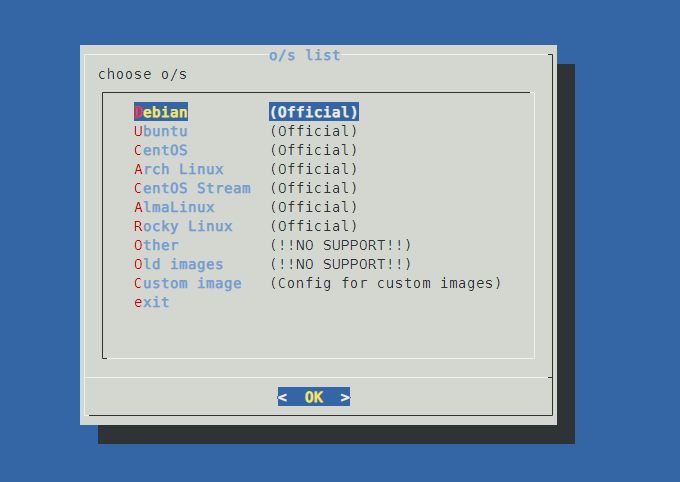 o/s list
choose o/s
Debian (Official)
Ubuntu (Official)
CentOS (Official)
Arch Linux (Official)
CentOS Stream (Official)
AlmaLinux (Official)
Rocky Linux (Official)
Other (!!NO SUPPORT!!)
Old images (!!NO SUPPORT!!)
Custom image (Config for custom images)
exit
< OK >